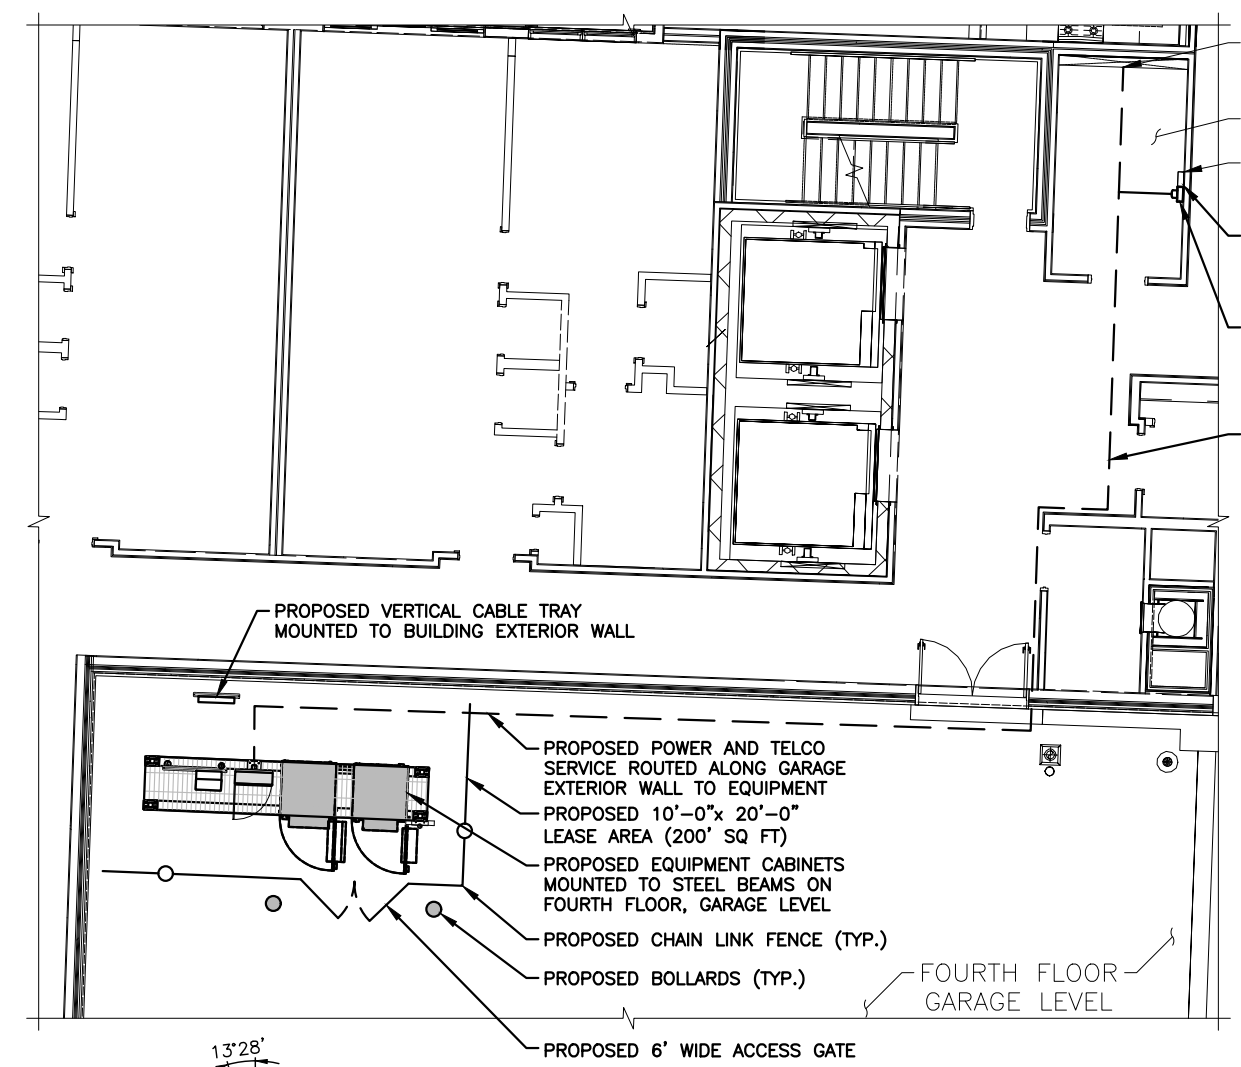 PROPOSED VERTICAL CABLE TRAY
MOUNTED TO BUILDING EXTERIOR WALL
PROPOSED POWER AND TELCO
SERVICE ROUTED ALONG GARAGE
EXTERIOR WALL TO EQUIPMENT
PROPOSED 10'-0"x 20'-0"
LEASE AREA (200' SQ FT)
PROPOSED EQUIPMENT CABINETS
MOUNTED TO STEEL BEAMS ON
FOURTH FLOOR, GARAGE LEVEL
PROPOSED CHAIN LINK FENCE (TYP.)
PROPOSED BOLLARDS (TYP.)
FOURTH FLOOR
GARAGE LEVEL
PROPOSED 6' WIDE ACCESS GATE
13°28'